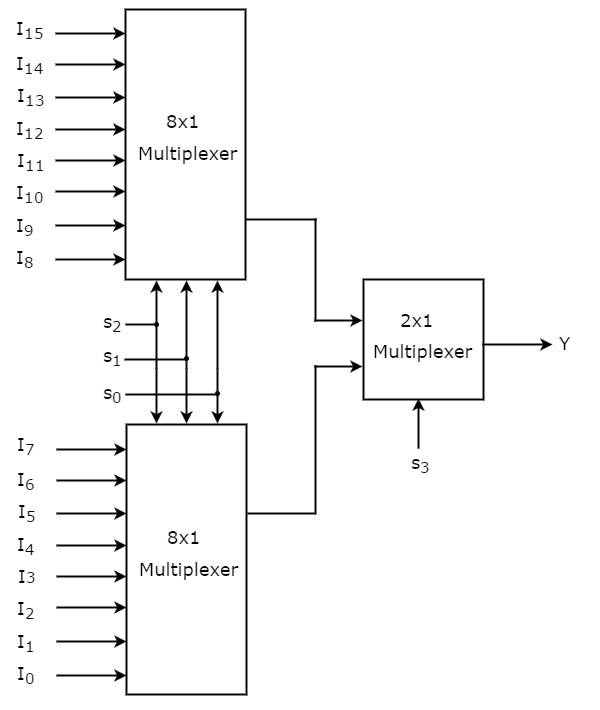 I15
I14
I13
I12
I11
I10
I9
I8
8x1
Multiplexer
s2
s1
s0
2x1
Multiplexer
Y
s3
I7
I6
I5
I4
I3
I2
I1
I0
8x1
Multiplexer